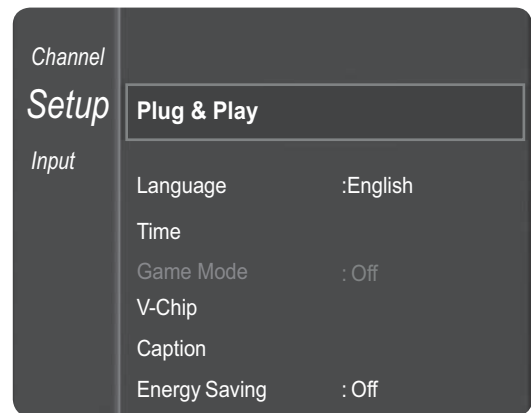 Channel
Setup
Input
Plug & Play
Language :English
Time
Game Mode : Off
V-Chip
Caption
Energy Saving : Off